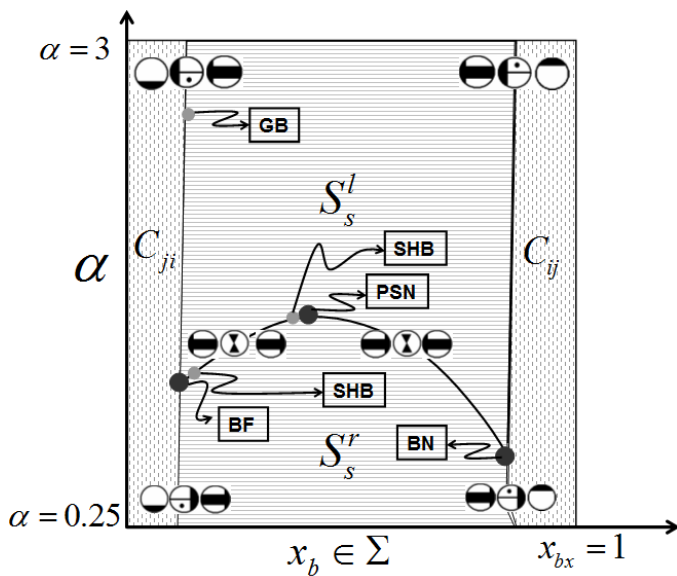 α = 3
GB
S_s^l
C_ji
C_ij
SHB
α
PSN
SHB
BF
S_s^r
BN
α = 0.25
x_b ∈ Σ
x_bx = 1